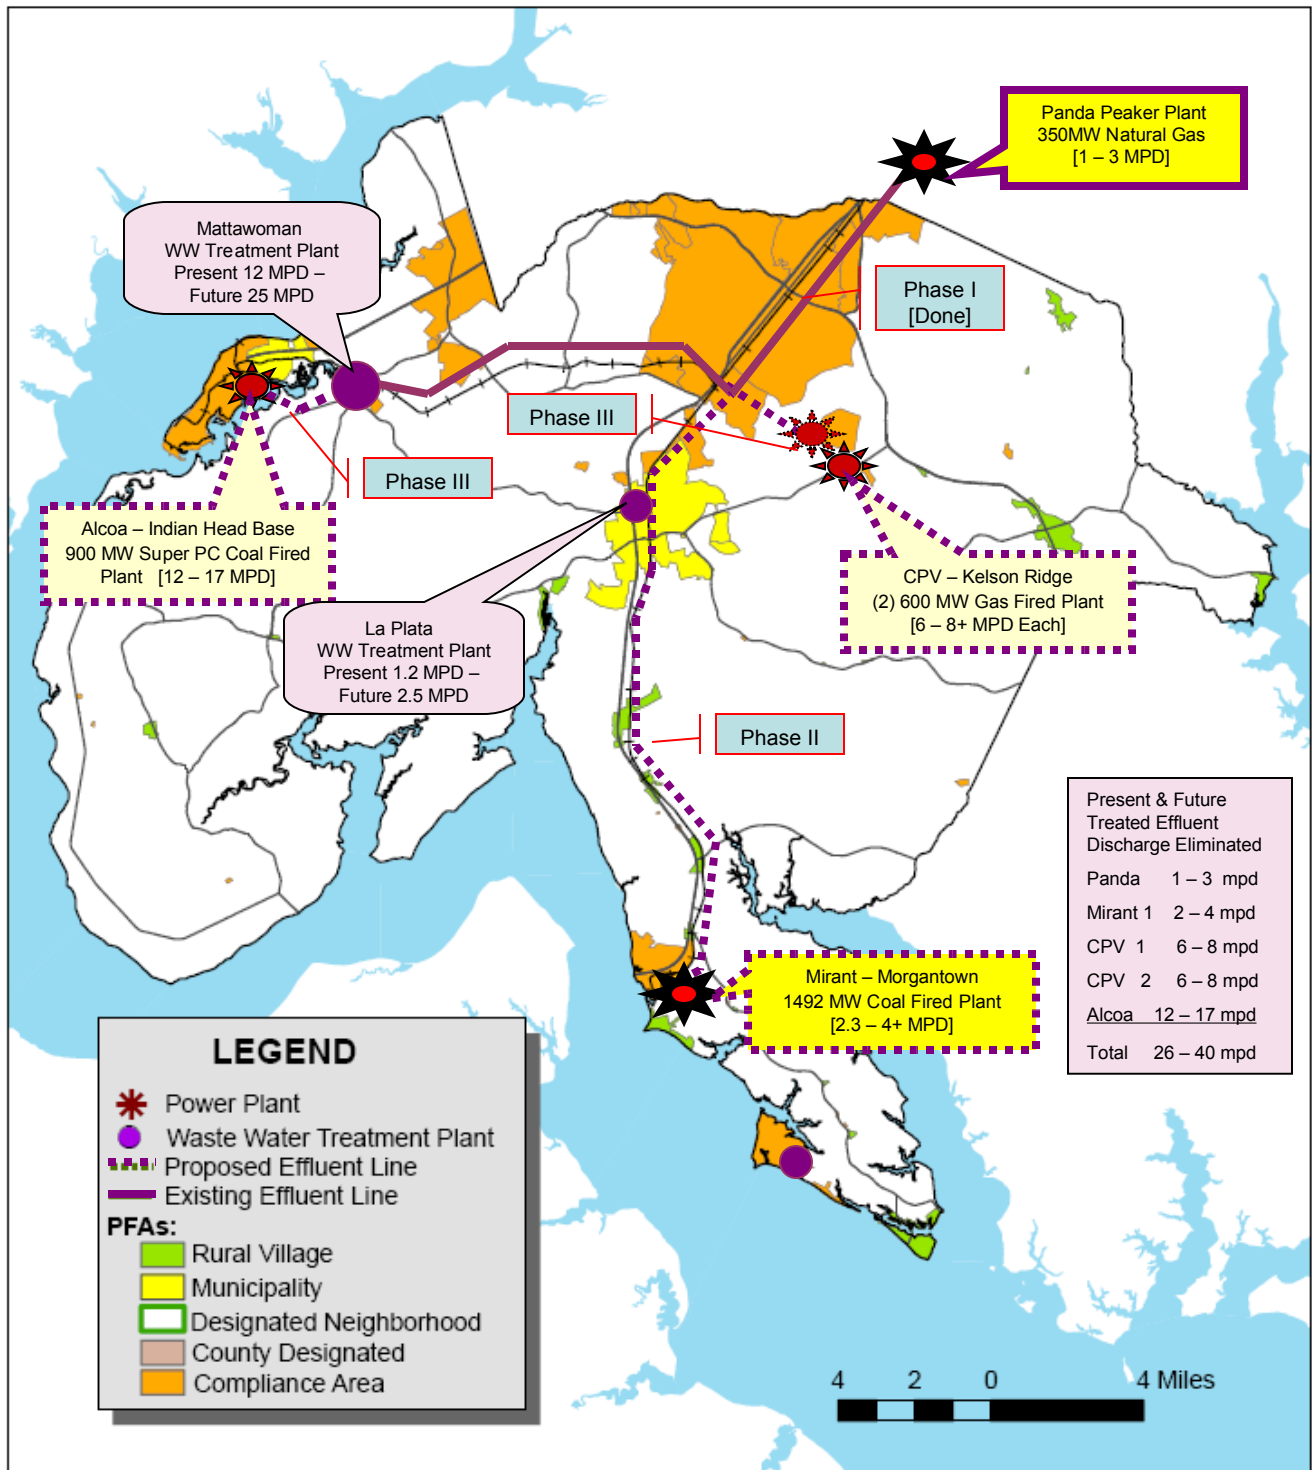 Panda Peaker Plant
350MW Natural Gas
[1 – 3 MPD]
Mattawoman
WW Treatment Plant
Present 12 MPD –
Future 25 MPD
Phase I
[Done]
Phase III
Phase III
Alcoa – Indian Head Base
900 MW Super PC Coal Fired
Plant [12 – 17 MPD]
CPV – Kelson Ridge
(2) 600 MW Gas Fired Plant
[6 – 8+ MPD Each]
La Plata
WW Treatment Plant
Present 1.2 MPD –
Future 2.5 MPD
Phase II
Present & Future
Treated Effluent
Discharge Eliminated
Panda 1 – 3 mpd
Mirant 1 2 – 4 mpd
CPV 1 6 – 8 mpd
CPV 2 6 – 8 mpd
Alcoa 12 – 17 mpd
Total 26 – 40 mpd
Mirant – Morgantown
1492 MW Coal Fired Plant
[2.3 – 4+ MPD]
LEGEND
Power Plant
Waste Water Treatment Plant
Proposed Effluent Line
Existing Effluent Line
PFAs:
Rural Village
Municipality
Designated Neighborhood
County Designated
Compliance Area
4 2 0 4 Miles